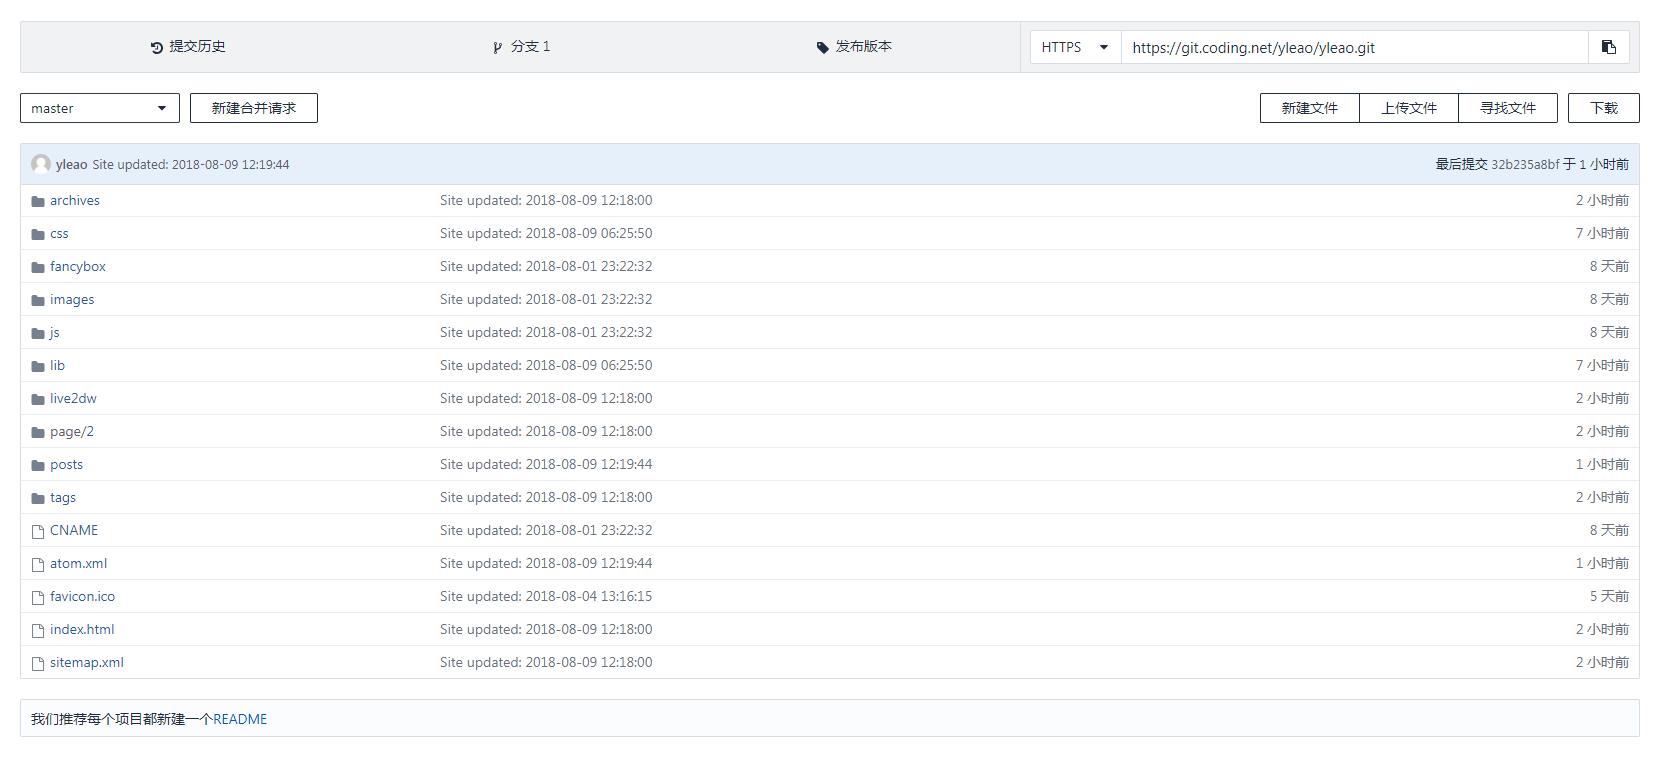 提交历史 分支 1 发布版本 HTTPS https://git.coding.net/yleao/yleao.git
master 新建合并请求 新建文件 上传文件 寻找文件 下载
yleao Site updated: 2018-08-09 12:19:44 最后提交 32b235a8bf 于 1 小时前
archives Site updated: 2018-08-09 12:18:00 2 小时前
css Site updated: 2018-08-09 06:25:50 7 小时前
fancybox Site updated: 2018-08-01 23:22:32 8 天前
images Site updated: 2018-08-01 23:22:32 8 天前
js Site updated: 2018-08-01 23:22:32 8 天前
lib Site updated: 2018-08-09 06:25:50 7 小时前
live2dw Site updated: 2018-08-09 12:18:00 2 小时前
page/2 Site updated: 2018-08-09 12:18:00 2 小时前
posts Site updated: 2018-08-09 12:19:44 1 小时前
tags Site updated: 2018-08-09 12:18:00 2 小时前
CNAME Site updated: 2018-08-01 23:22:32 8 天前
atom.xml Site updated: 2018-08-09 12:19:44 1 小时前
favicon.ico Site updated: 2018-08-04 13:16:15 5 天前
index.html Site updated: 2018-08-09 12:18:00 2 小时前
sitemap.xml Site updated: 2018-08-09 12:18:00 2 小时前
我们推荐每个项目都新建一个README